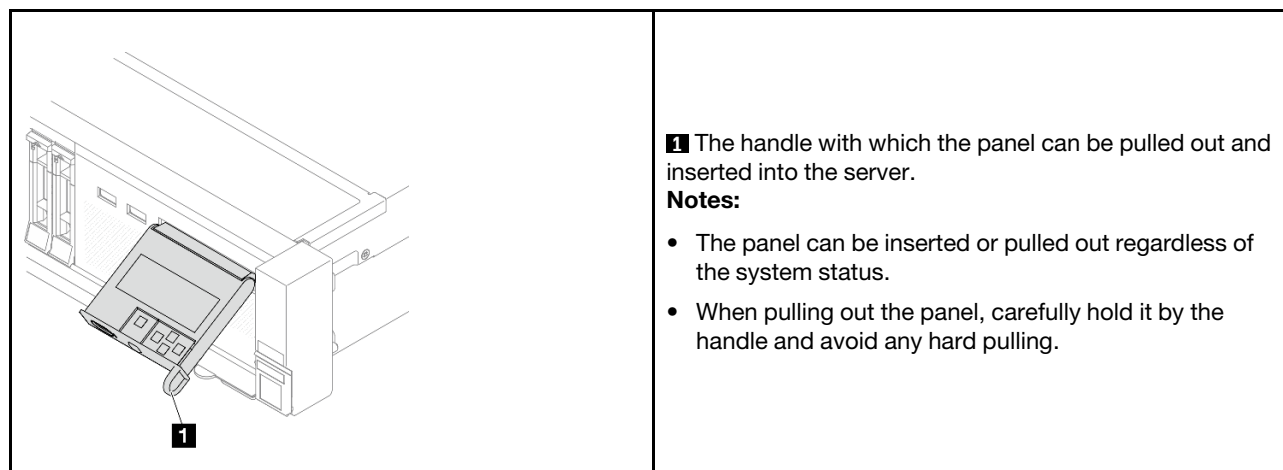 1
1 The handle with which the panel can be pulled out and
inserted into the server.
Notes:
• The panel can be inserted or pulled out regardless of
the system status.
• When pulling out the panel, carefully hold it by the
handle and avoid any hard pulling.